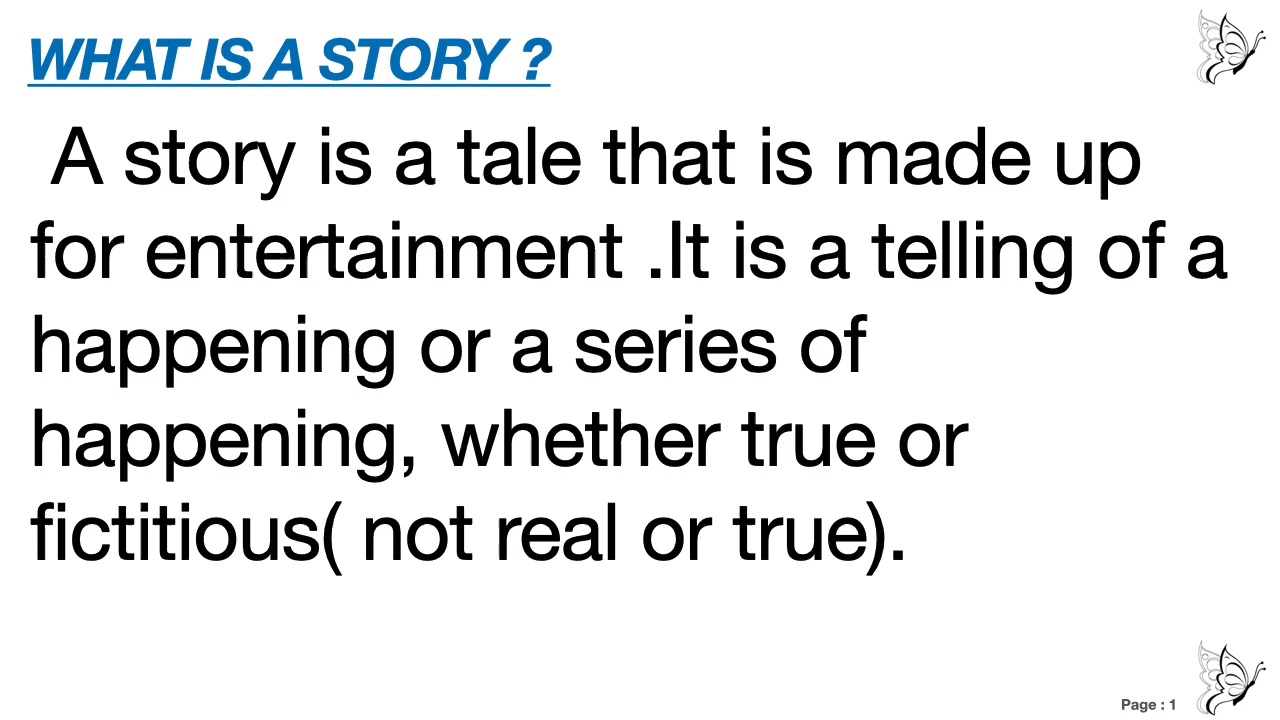 WHAT IS A STORY ?
A story is a tale that is made up
for entertainment .It is a telling of a
happening or a series of
happening, whether true or
fictitious( not real or true).
Page : 1